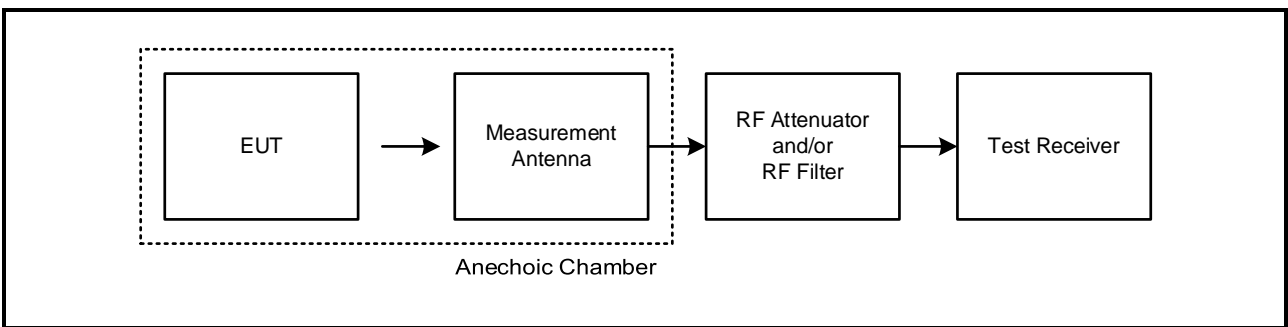 EUT
Measurement
Antenna
RF Attenuator
and/or
RF Filter
Test Receiver
Anechoic Chamber